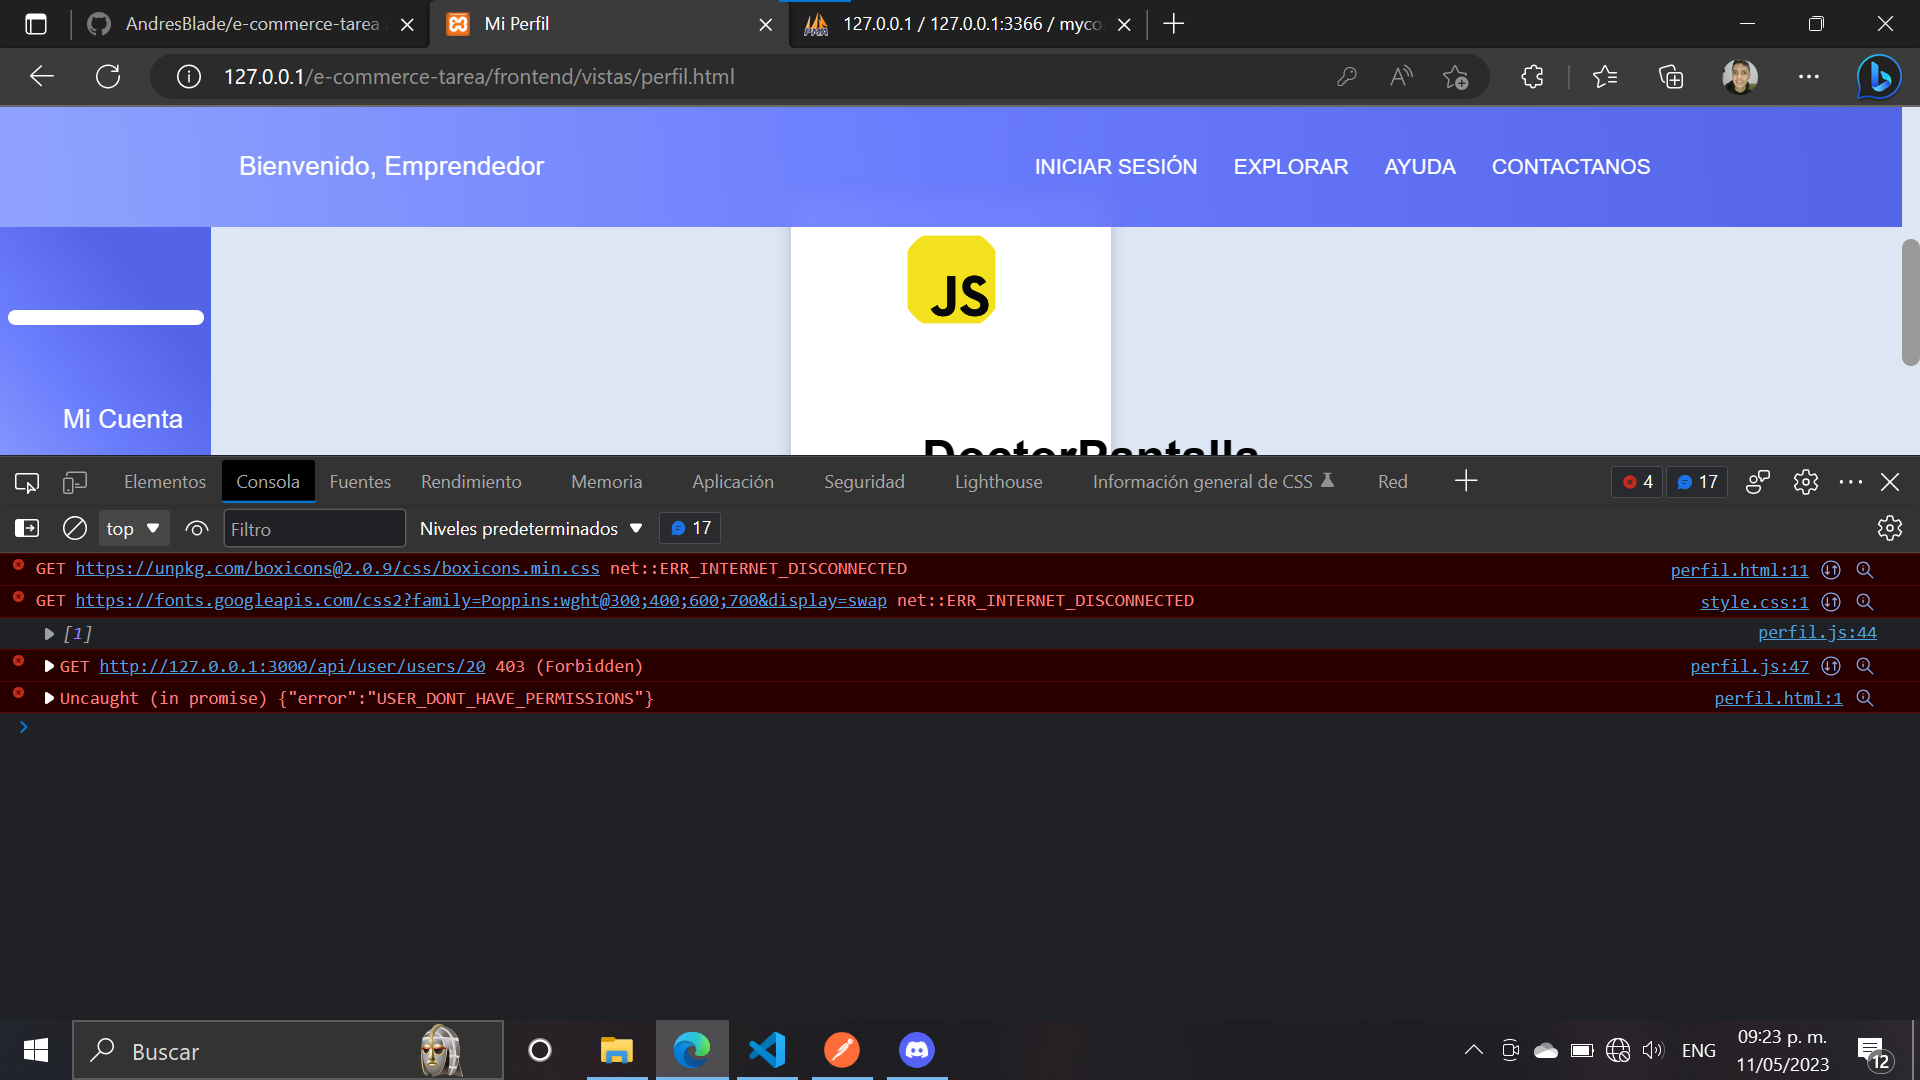 AndresBlade/e-commerce-tarea
Mi Perfil
127.0.0.1 / 127.0.0.1:3366 / myco
127.0.0.1/e-commerce-tarea/frontend/vistas/perfil.html
Bienvenido, Emprendedor
INICIAR SESIÓN
EXPLORAR
AYUDA
CONTACTANOS
JS
Mi Cuenta
DoctorPantalla
Elementos
Consola
Fuentes
Rendimiento
Memoria
Aplicación
Seguridad
Lighthouse
Información general de CSS
Red
4
17
top
Filtro
Niveles predeterminados
17
GET https://unpkg.com/boxicons@2.0.9/css/boxicons.min.css net::ERR_INTERNET_DISCONNECTED
perfil.html:11
GET https://fonts.googleapis.com/css2?family=Poppins:wght@300;400;600;700&display=swap net::ERR_INTERNET_DISCONNECTED
style.css:1
[1]
perfil.js:44
GET http://127.0.0.1:3000/api/user/users/20 403 (Forbidden)
perfil.js:47
Uncaught (in promise) {"error":"USER_DONT_HAVE_PERMISSIONS"}
perfil.html:1
Buscar
ENG
09:23 p. m.
11/05/2023
12